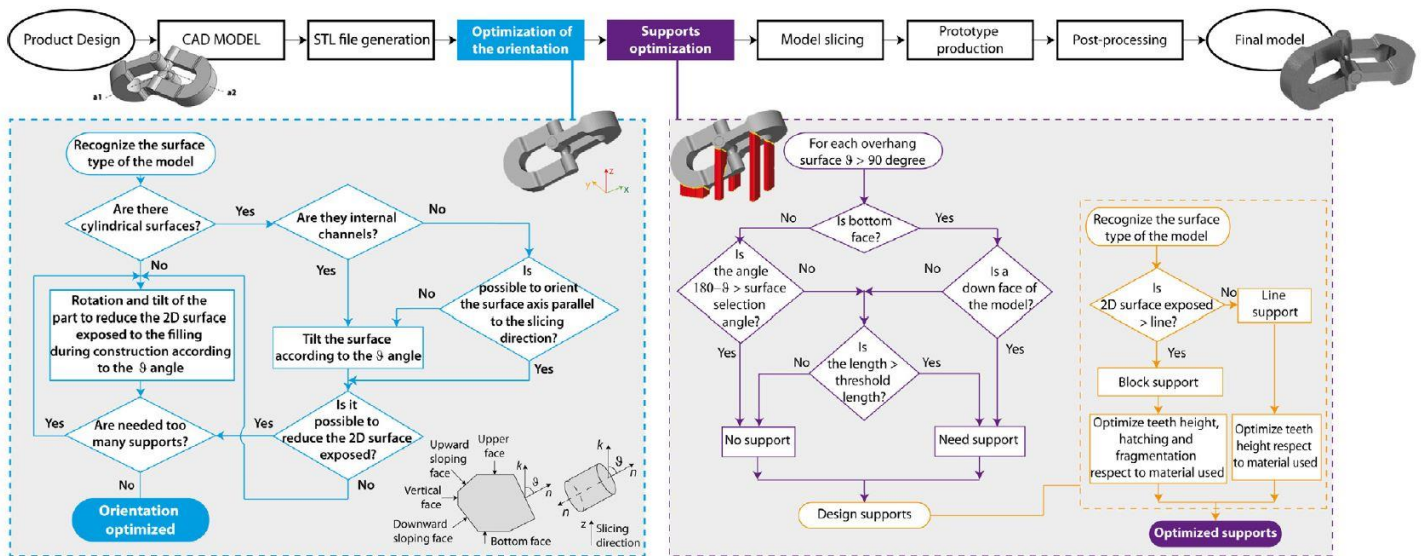 Product Design
CAD MODEL
STL file generation
Optimization of
the orientation
Supports
optimization
Model slicing
Prototype
production
Post-processing
Final model
a1
a2
Recognize the surface
type of the model
Are there
cylindrical surfaces?
Yes
No
Are they internal
channels?
No
Yes
z
y
x
Is
possible to orient
the surface axis parallel
to the slicing
direction?
No
Yes
Rotation and tilt of the
part to reduce the 2D surface
exposed to the filling
during construction according
to the ϑ angle
Tilt the surface
according to the ϑ angle
Are needed too
many supports?
Yes
No
Is it
possible to
reduce the 2D surface
exposed?
Yes
No
Orientation
optimized
Upward
sloping
face
Upper
face
Vertical
face
Downward
sloping face
Bottom face
k
ϑ
n
k
ϑ
n
n
z
Slicing
direction
For each overhang
surface ϑ > 90 degree
Is bottom
face?
No
Yes
Is
the angle
180–ϑ > surface
selection
angle?
No
Yes
Is a
down face of
the model?
No
Yes
Is
the length >
threshold
length?
No
Yes
No support
Need support
Design supports
Recognize the surface
type of the model
Is
2D surface exposed
> line?
No
Yes
Line
support
Block support
Optimize teeth height,
hatching and
fragmentation
respect to material used
Optimize teeth
height respect
to material used
Optimized supports